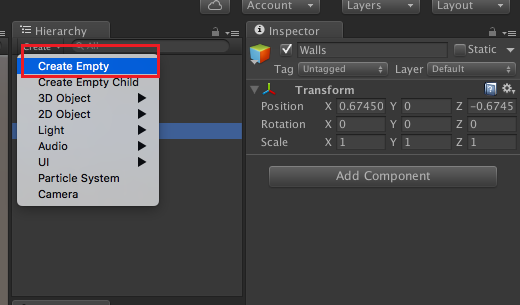 Account Layers Layout
Hierarchy
Create All
Create Empty
Create Empty Child
3D Object
2D Object
Light
Audio
UI
Particle System
Camera
Inspector
Walls Static
Tag Untagged Layer Default
Transform
Position X 0.67450 Y 0 Z -0.6745
Rotation X 0 Y 0 Z 0
Scale X 1 Y 1 Z 1
Add Component